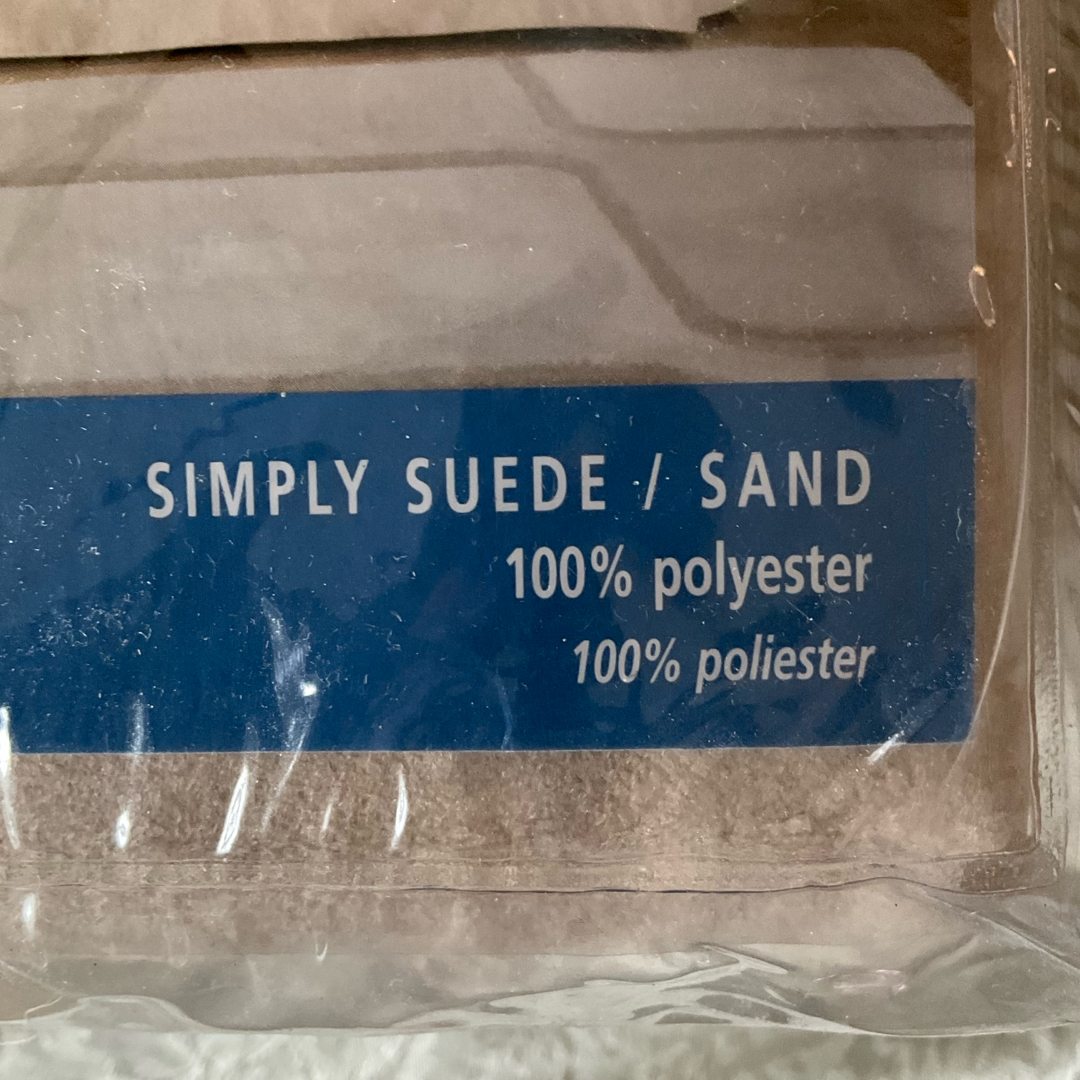 SIMPLY SUEDE / SAND
100% polyester
100% poliester